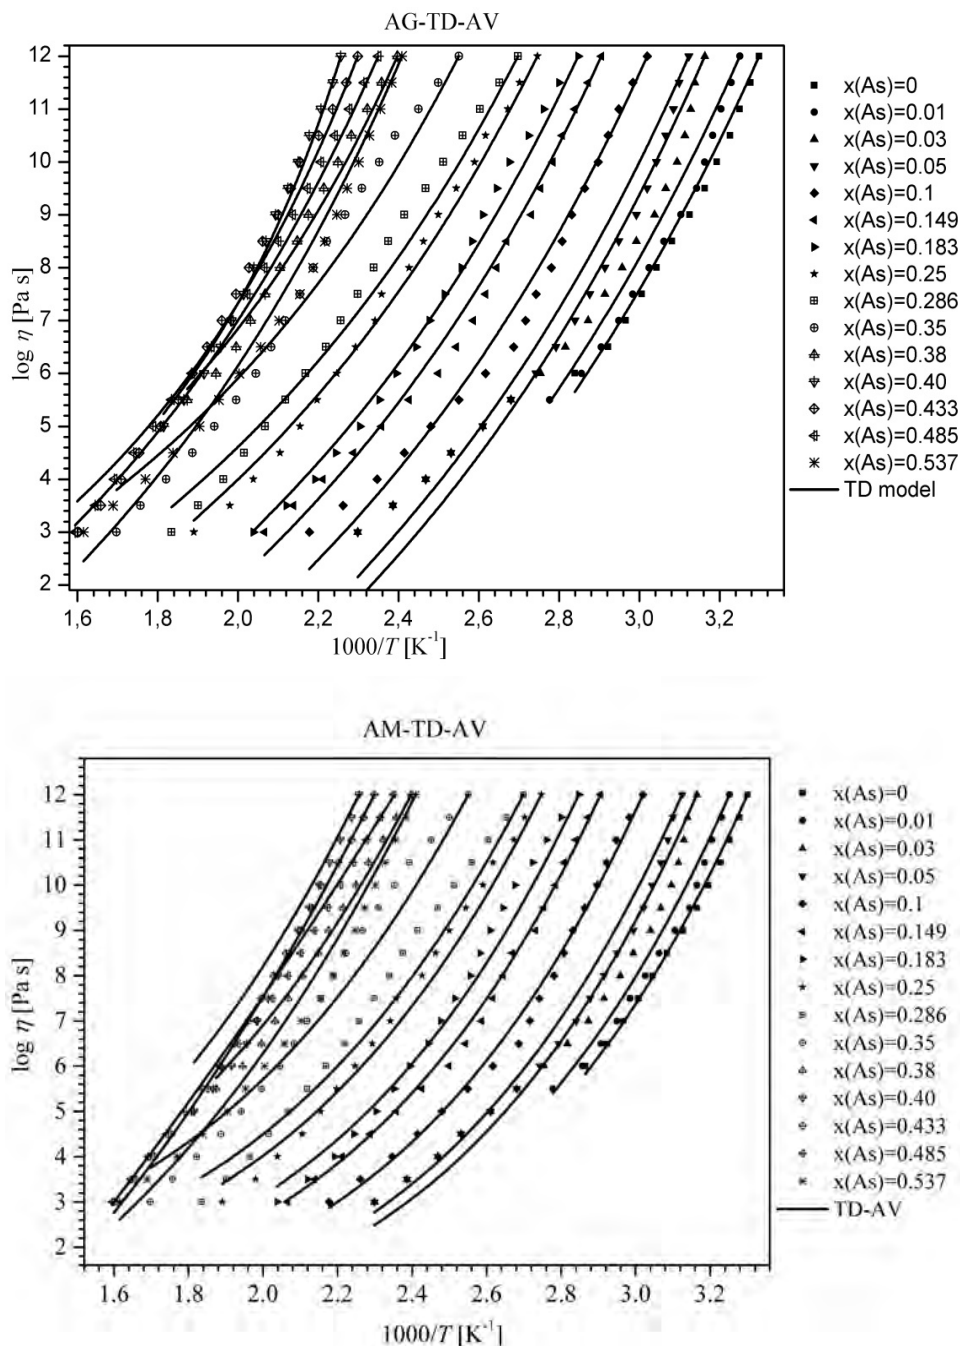 AG-TD-AV
12
11
10
9
8
7
6
5
4
3
2
log η [Pa s]
1,6
1,8
2,0
2,2
2,4
2,6
2,8
3,0
3,2
1000/T [K⁻¹]
x(As)=0
x(As)=0.01
x(As)=0.03
x(As)=0.05
x(As)=0.1
x(As)=0.149
x(As)=0.183
x(As)=0.25
x(As)=0.286
x(As)=0.35
x(As)=0.38
x(As)=0.40
x(As)=0.433
x(As)=0.485
x(As)=0.537
TD model
AM-TD-AV
12
11
10
9
8
7
6
5
4
3
2
log η [Pa s]
1.6
1.8
2.0
2.2
2.4
2.6
2.8
3.0
3.2
1000/T [K⁻¹]
x(As)=0
x(As)=0.01
x(As)=0.03
x(As)=0.05
x(As)=0.1
x(As)=0.149
x(As)=0.183
x(As)=0.25
x(As)=0.286
x(As)=0.35
x(As)=0.38
x(As)=0.40
x(As)=0.433
x(As)=0.485
x(As)=0.537
TD-AV